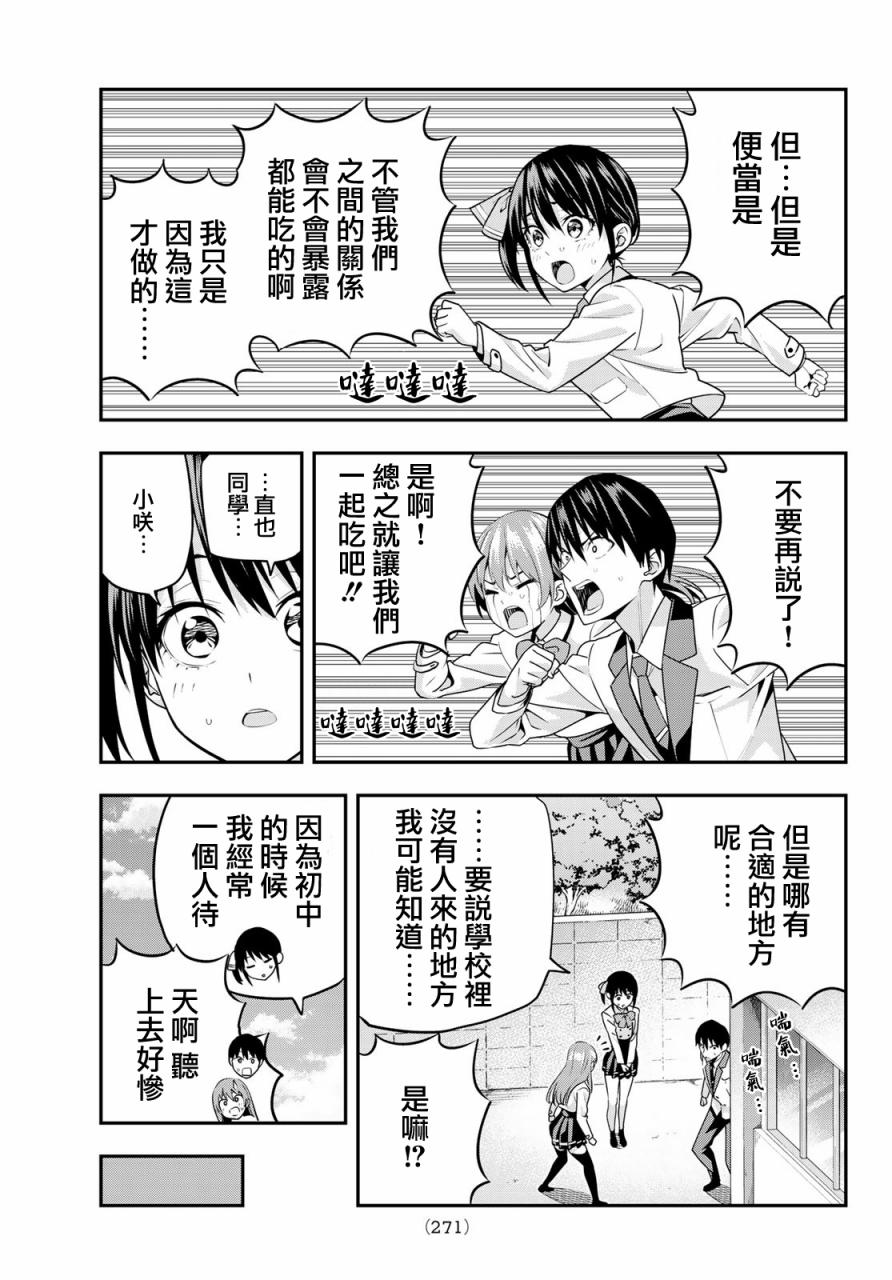 但…但是
便當是
不管我們
之間的關係
會不會暴露
都能吃的啊
我只是
因為這
才做的……
噠噠噠
不要再説了！
是啊！
總之就讓我們
一起吃吧!!
噠噠噠噠
…直也
同學…
小咲…
但是哪有
合適的地方
呢……
喘氣…
喘氣…
……要説學校裡
沒有人來的地方
我可能知道……
是嘛!?
因為初中
的時候
我經常
一個人待
天啊 聽
上去好慘
(271)